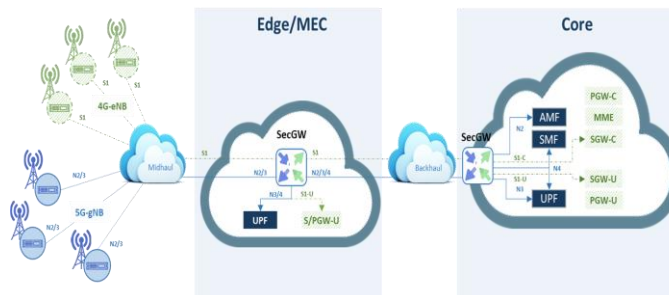 Edge/MEC
Core
S1
S1
S1
4G-eNB
S1
Midhaul
N2/3
5G-gNB
N2/3
N2/3
SecGW
S1
S1
N2/3
N2/3/4
N3/4
S1-U
UPF
S/PGW-U
Backhaul
SecGW
N2
AMF
SMF
S1-C
N4
S1-U
N3
UPF
PGW-C
MME
SGW-C
SGW-U
PGW-U